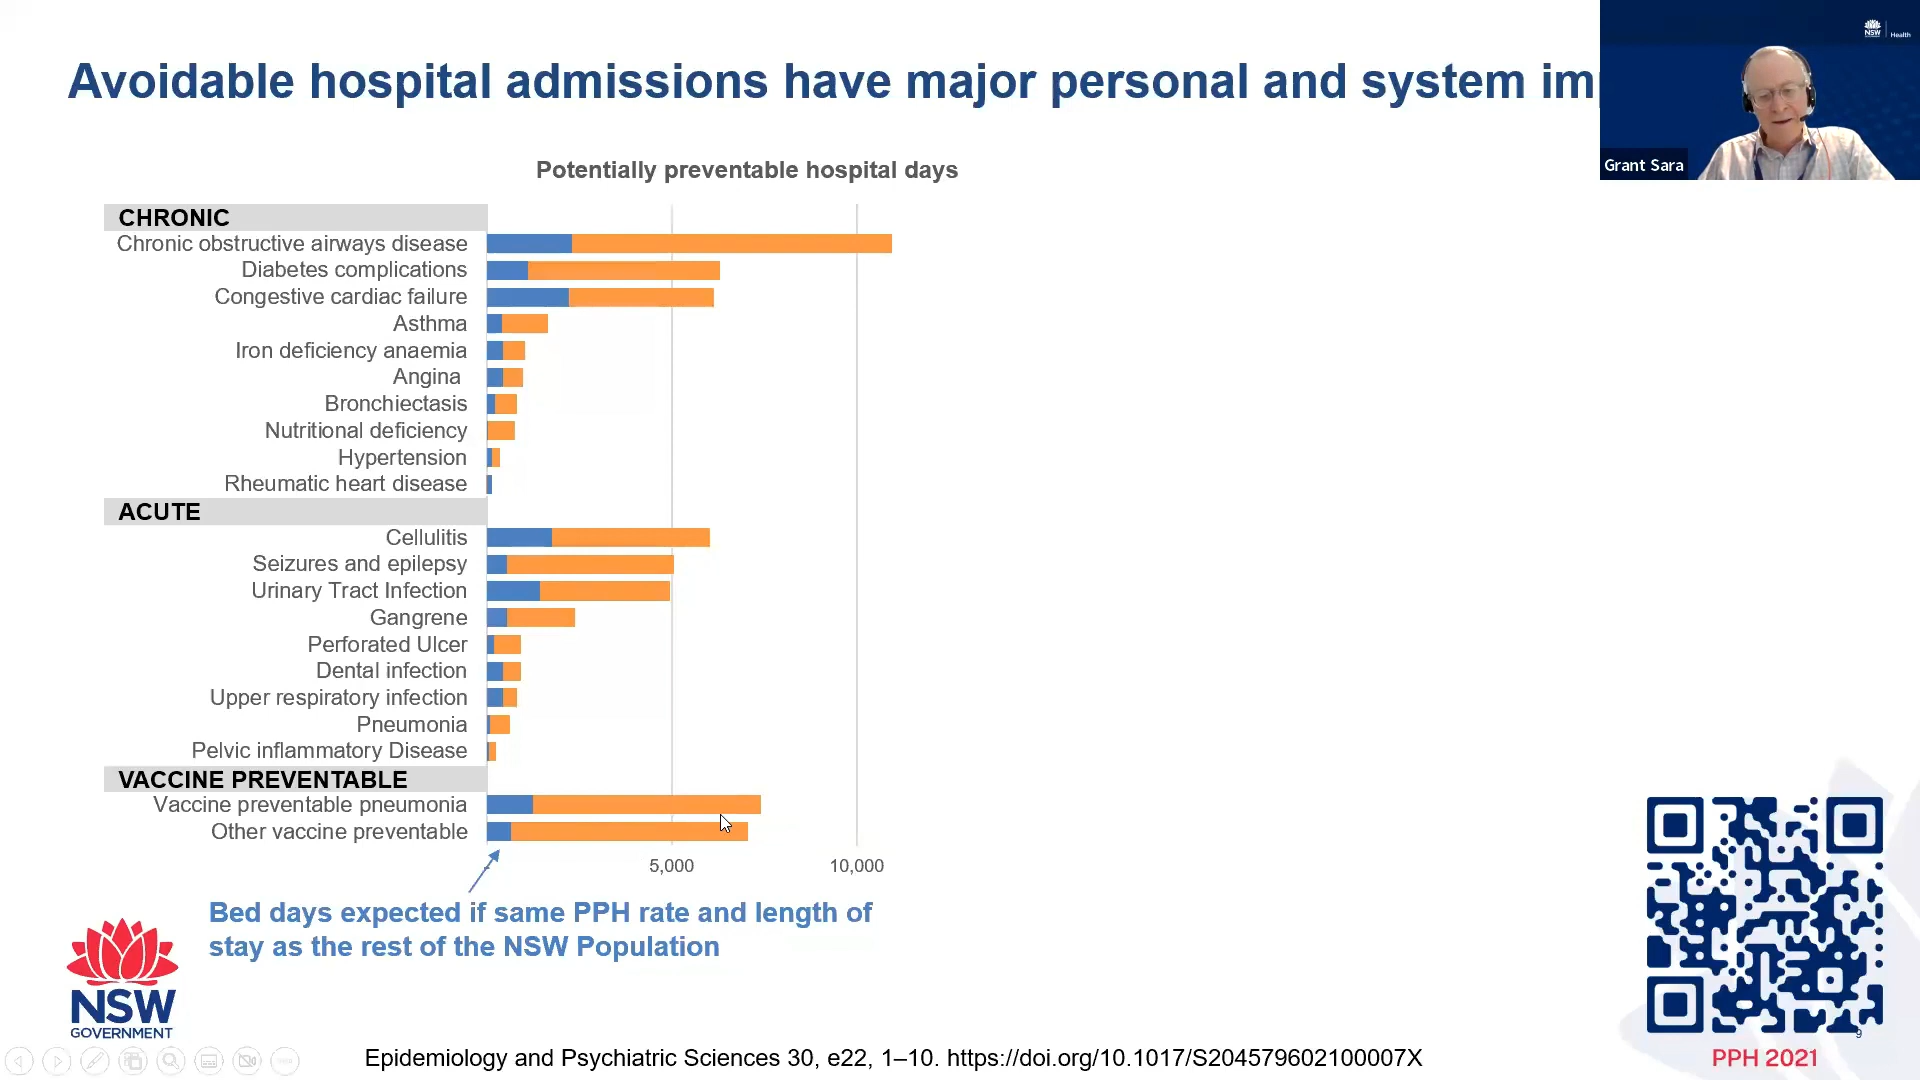 NSW
Health
Avoidable hospital admissions have major personal and system im
Grant Sara
Potentially preventable hospital days
CHRONIC
Chronic obstructive airways disease
Diabetes complications
Congestive cardiac failure
Asthma
Iron deficiency anaemia
Angina
Bronchiectasis
Nutritional deficiency
Hypertension
Rheumatic heart disease
ACUTE
Cellulitis
Seizures and epilepsy
Urinary Tract Infection
Gangrene
Perforated Ulcer
Dental infection
Upper respiratory infection
Pneumonia
Pelvic inflammatory Disease
VACCINE PREVENTABLE
Vaccine preventable pneumonia
Other vaccine preventable
5,000 10,000
Bed days expected if same PPH rate and length of
stay as the rest of the NSW Population
NSW
GOVERNMENT
Epidemiology and Psychiatric Sciences 30, e22, 1–10. https://doi.org/10.1017/S204579602100007X
9
PPH 2021